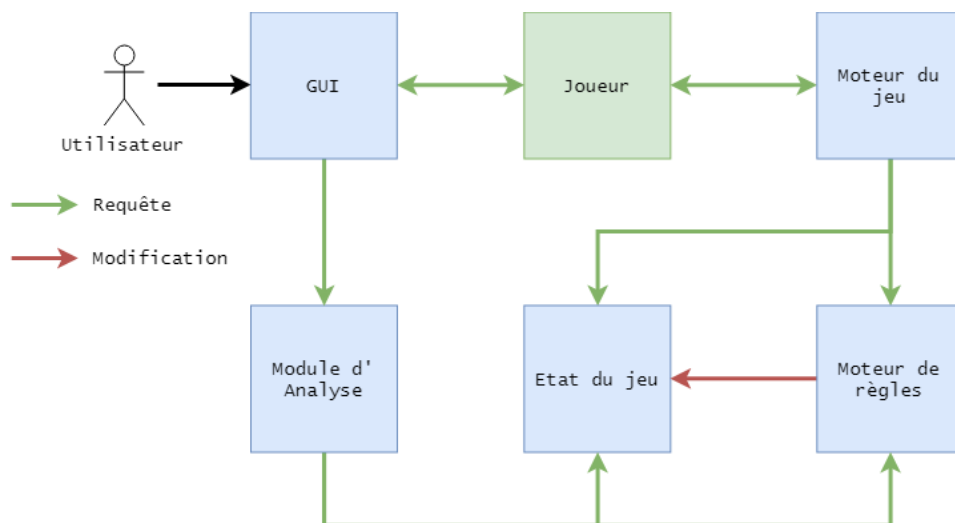 GUI
Joueur
Moteur du
jeu
Utilisateur
Requête
Modification
Module d'
Analyse
Etat du jeu
Moteur de
règles